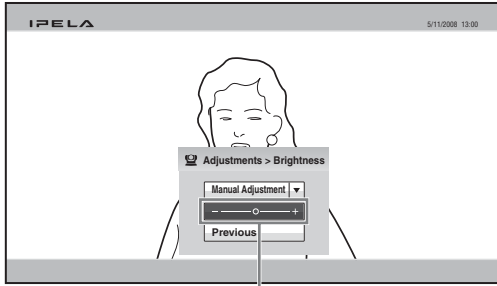 IPELA
5/11/2008 13:00
Adjustments > Brightness
Manual Adjustment ▼
− +
Previous